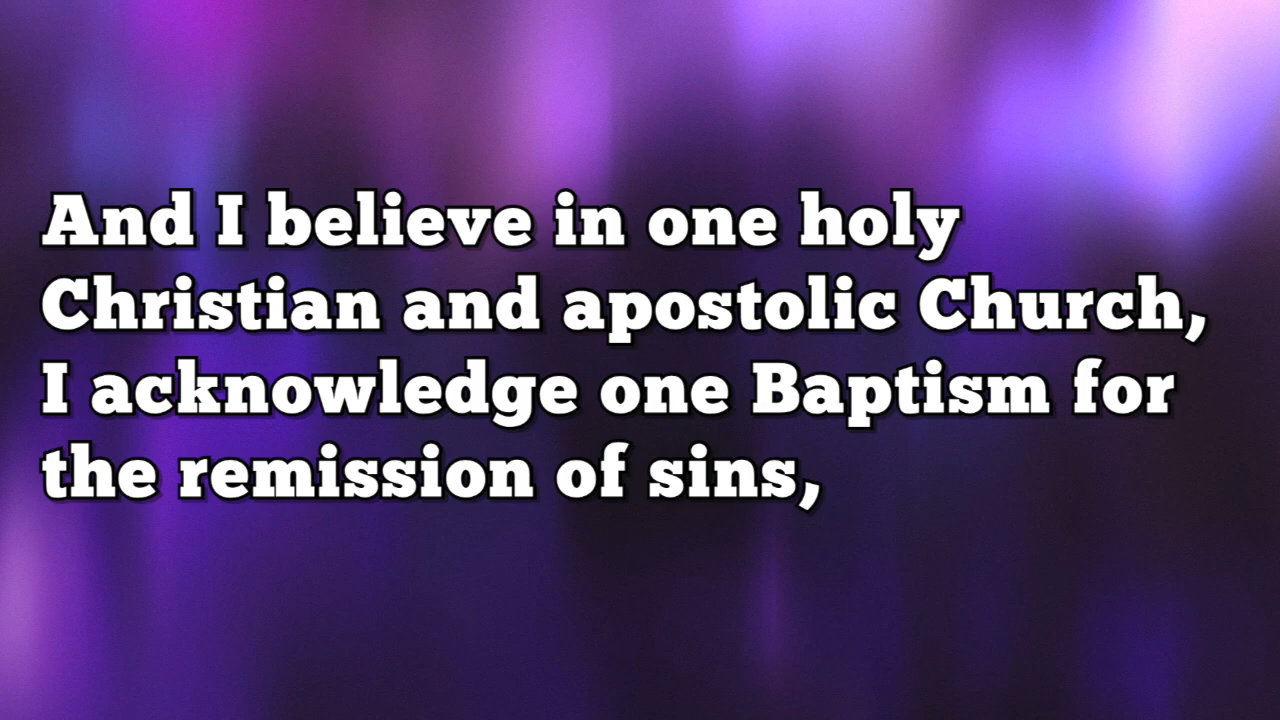 And I believe in one holy
Christian and apostolic Church,
I acknowledge one Baptism for
the remission of sins,